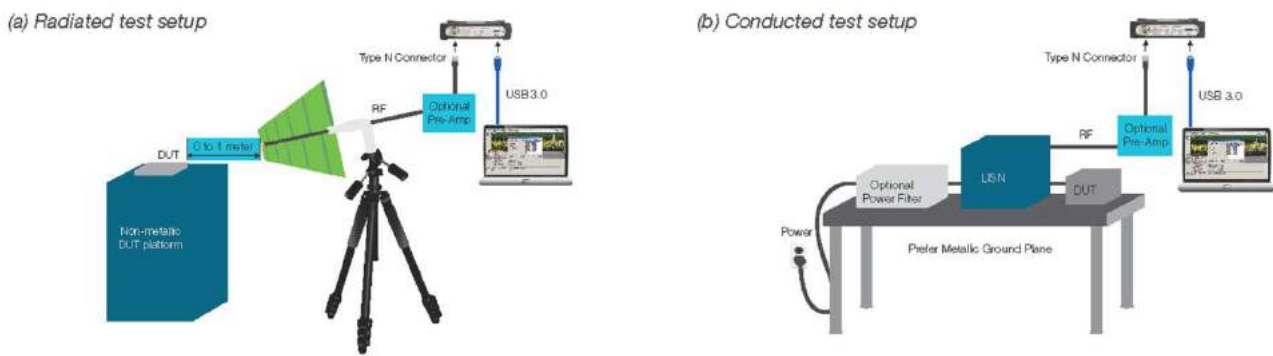 (a) Radiated test setup
Type N Connector
RF
Optional
Pre-Amp
USB 3.0
0 to 1 meter
DUT
Non-metallic
DUT platform
(b) Conducted test setup
Type N Connector
USB 3.0
RF
Optional
Pre-Amp
LISN
Optional
Power Filter
DUT
Power
Prefer Metallic Ground Plane